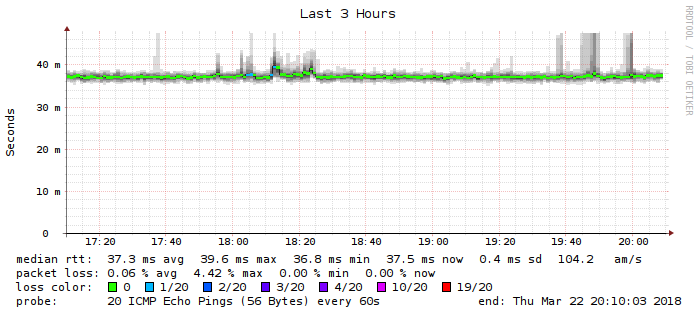 Last 3 Hours
RRDTOOL / TOBI OETIKER
Seconds
40 m
30 m
20 m
10 m
0
17:20 17:40 18:00 18:20 18:40 19:00 19:20 19:40 20:00
median rtt: 37.3 ms avg 39.6 ms max 36.8 ms min 37.5 ms now 0.4 ms sd 104.2 am/s
packet loss: 0.06 % avg 4.42 % max 0.00 % min 0.00 % now
loss color: 0 1/20 2/20 3/20 4/20 10/20 19/20
probe: 20 ICMP Echo Pings (56 Bytes) every 60s end: Thu Mar 22 20:10:03 2018